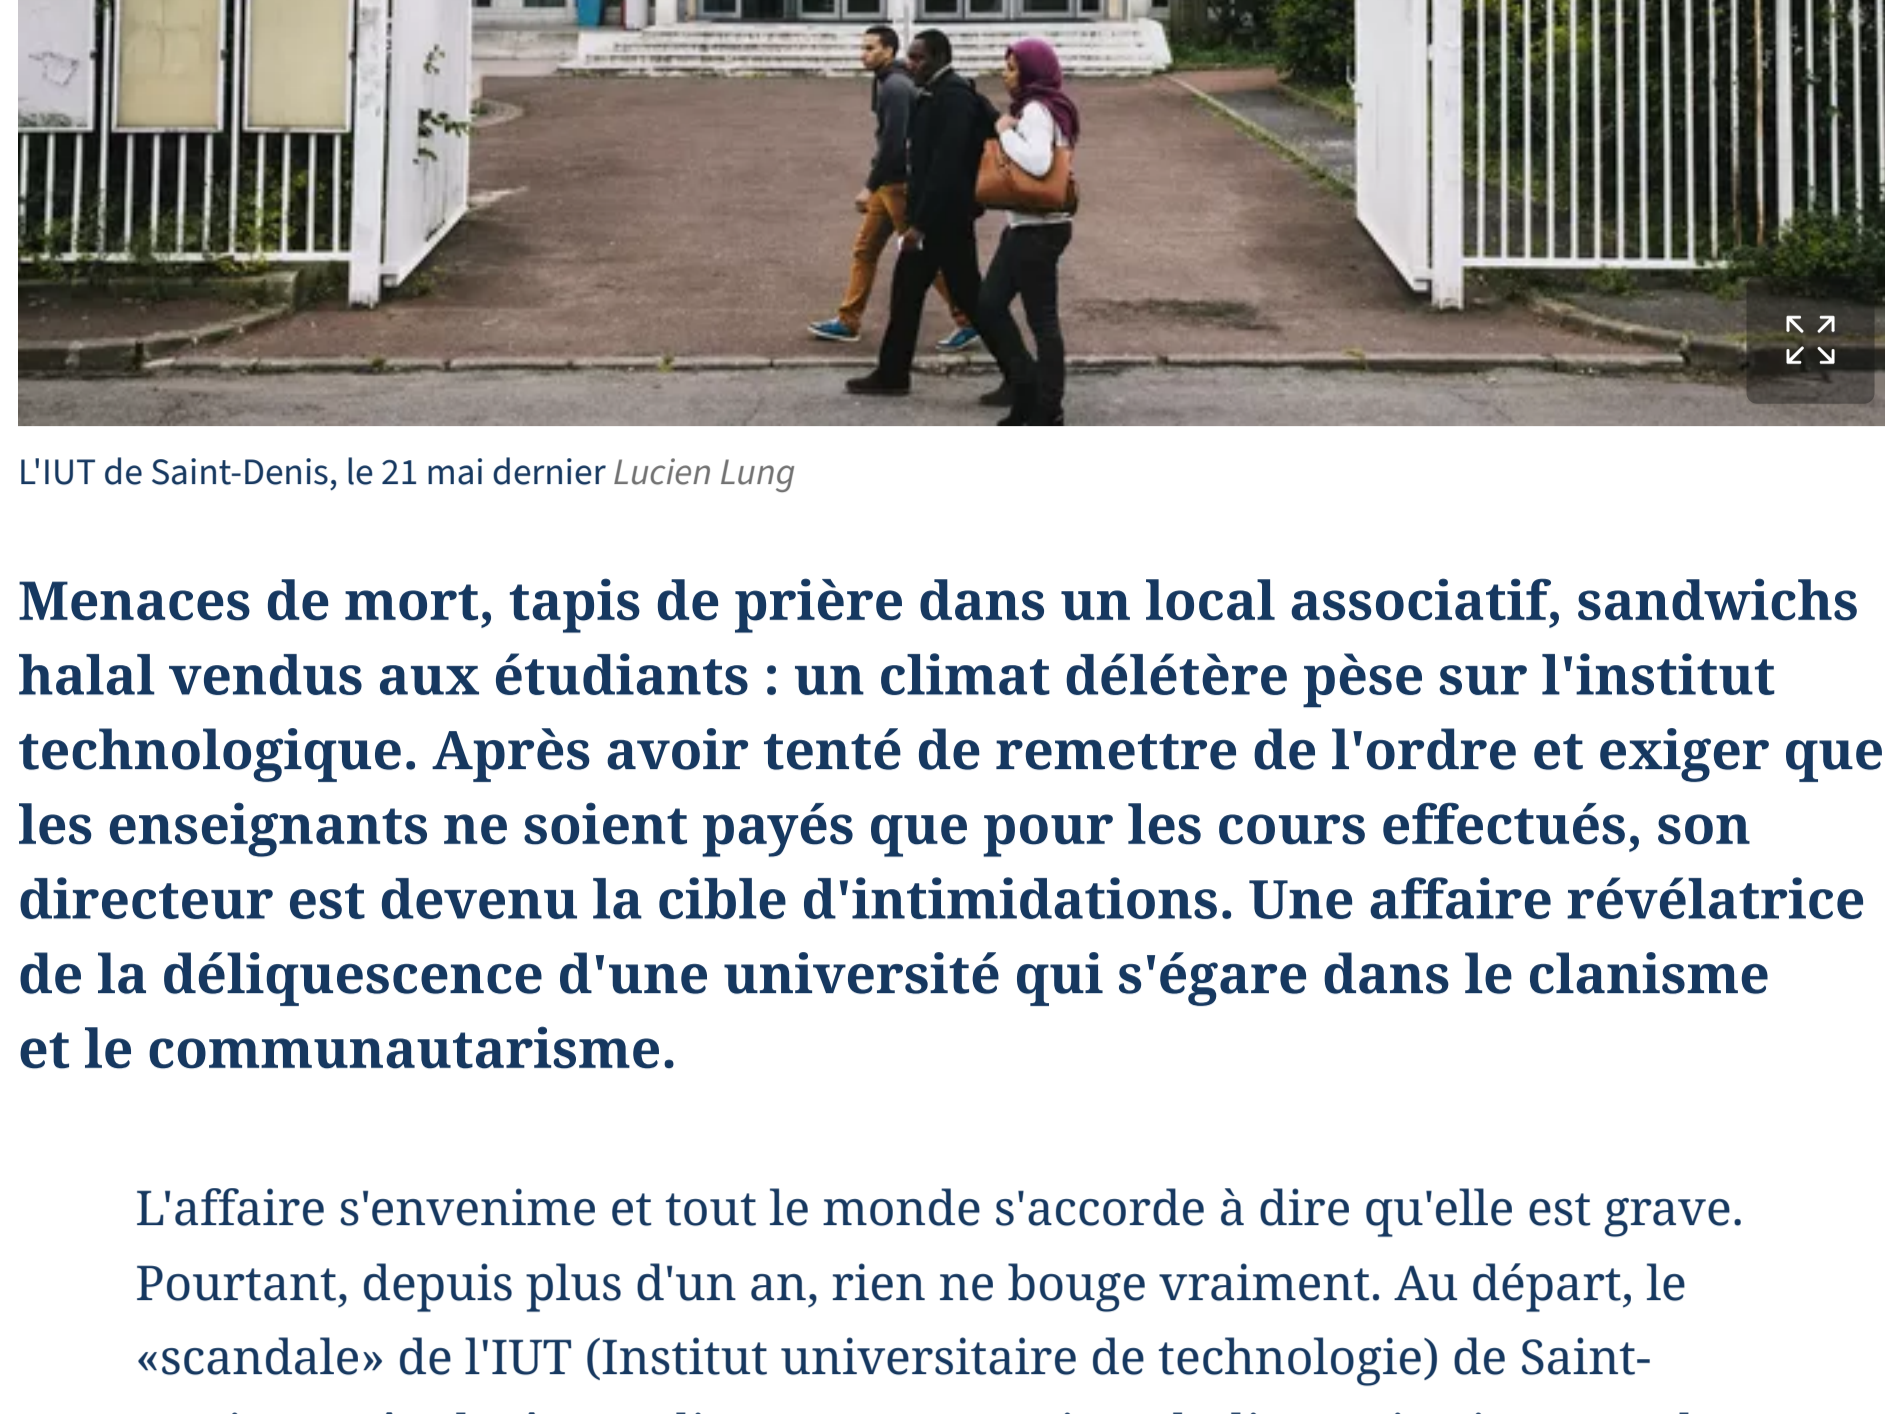 L'IUT de Saint-Denis, le 21 mai dernier Lucien Lung
Menaces de mort, tapis de prière dans un local associatif, sandwichs
halal vendus aux étudiants : un climat délétère pèse sur l'institut
technologique. Après avoir tenté de remettre de l'ordre et exiger que
les enseignants ne soient payés que pour les cours effectués, son
directeur est devenu la cible d'intimidations. Une affaire révélatrice
de la déliquescence d'une université qui s'égare dans le clanisme
et le communautarisme.
L'affaire s'envenime et tout le monde s'accorde à dire qu'elle est grave.
Pourtant, depuis plus d'un an, rien ne bouge vraiment. Au départ, le
«scandale» de l'IUT (Institut universitaire de technologie) de Saint-